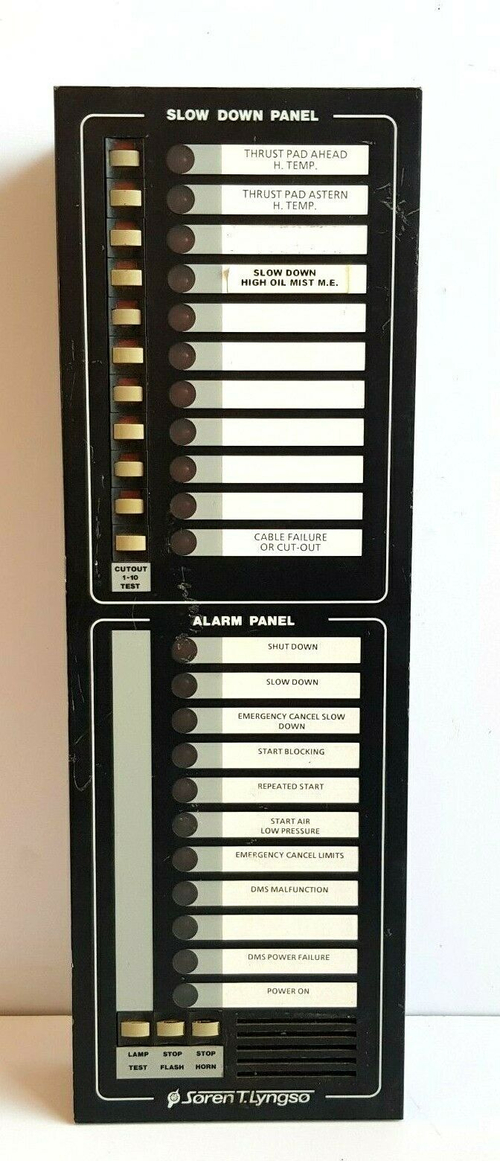 SLOW DOWN PANEL
THRUST PAD AHEAD
H. TEMP.
THRUST PAD ASTERN
H. TEMP.
SLOW DOWN
HIGH OIL MIST M.E.
CABLE FAILURE
OR CUT-OUT
CUTOUT
1-10
TEST
ALARM PANEL
SHUT DOWN
SLOW DOWN
EMERGENCY CANCEL SLOW
DOWN
START BLOCKING
REPEATED START
START AIR
LOW PRESSURE
EMERGENCY CANCEL LIMITS
DMS MALFUNCTION
DMS POWER FAILURE
POWER ON
LAMP STOP STOP
TEST FLASH HORN
Søren T. Lyngsø